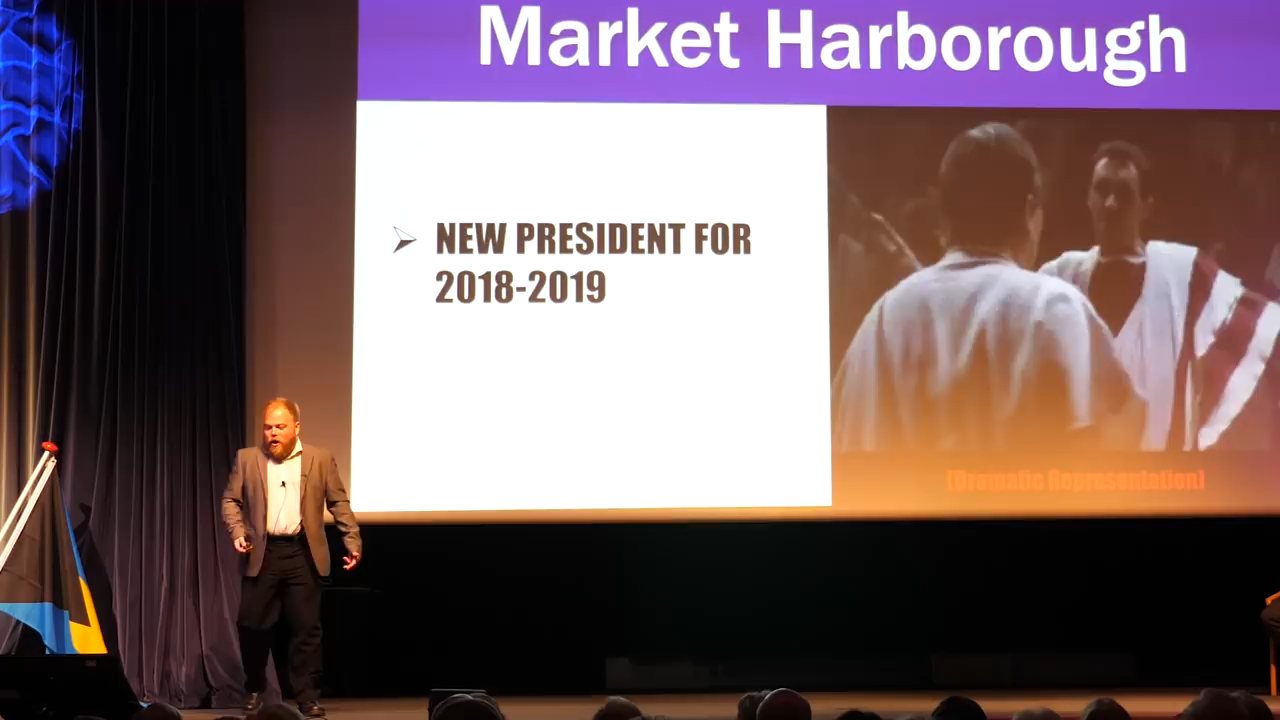 Market Harborough
NEW PRESIDENT FOR
2018-2019
(Dramatic Representation)